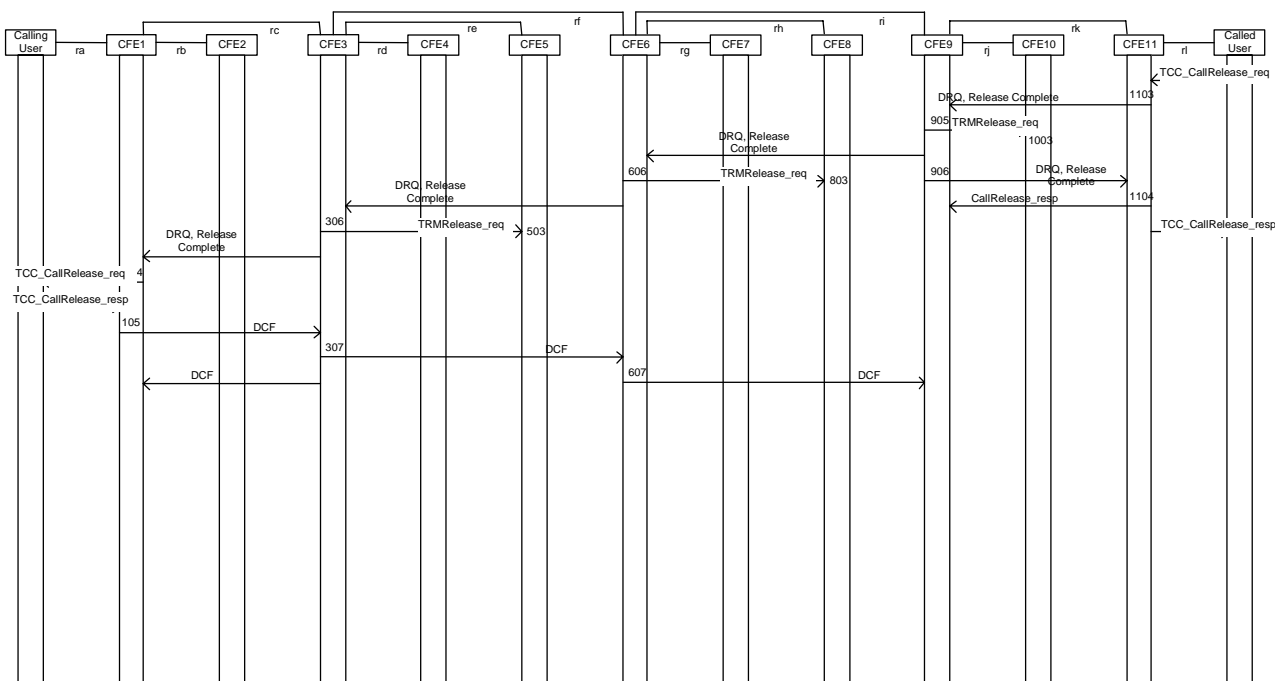 rf
ri
rc
re
rh
rk
Calling
User
ra
CFE1
rb
CFE2
CFE3
rd
CFE4
CFE5
CFE6
rg
CFE7
CFE8
CFE9
rj
CFE10
CFE11
rl
Called
User
TCC_CallRelease_req
DRQ, Release Complete
1103
905
TRMRelease_req
1003
DRQ, Release
Complete
606
TRMRelease_req
803
906
DRQ, Release
Complete
DRQ, Release
Complete
CallRelease_resp
1104
306
TRMRelease_req
503
TCC_CallRelease_resp
DRQ, Release
Complete
TCC_CallRelease_req
4
TCC_CallRelease_resp
105
DCF
307
DCF
DCF
607
DCF